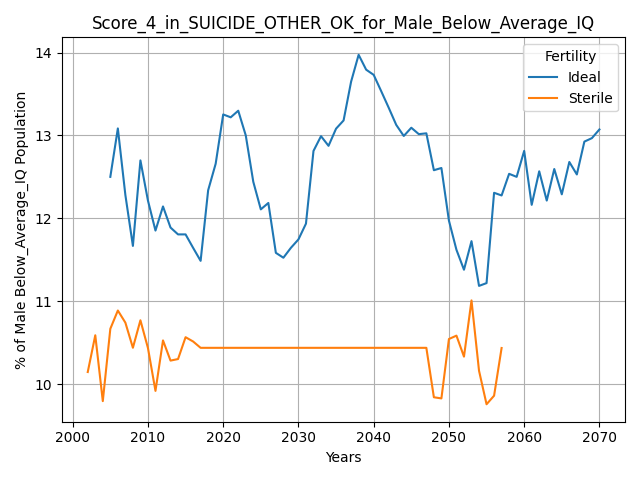 Score_4_in_SUICIDE_OTHER_OK_for_Male_Below_Average_IQ
Fertility
Ideal
Sterile
% of Male Below_Average_IQ Population
14
13
12
11
10
2000 2010 2020 2030 2040 2050 2060 2070
Years